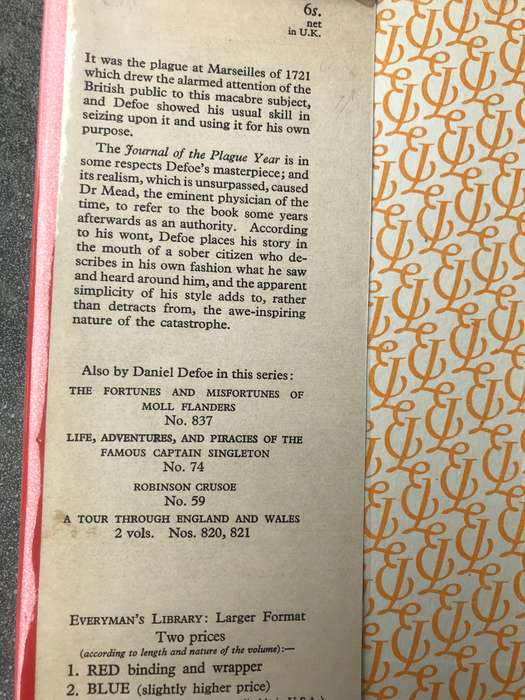 6s.
net
in U.K.
It was the plague at Marseilles of 1721
which drew the alarmed attention of the
British public to this macabre subject,
and Defoe showed his usual skill in
seizing upon it and using it for his own
purpose.
The Journal of the Plague Year is in
some respects Defoe's masterpiece; and
its realism, which is unsurpassed, caused
Dr Mead, the eminent physician of the
time, to refer to the book some years
afterwards as an authority. According
to his wont, Defoe places his story in
the mouth of a sober citizen who de-
scribes in his own fashion what he saw
and heard around him, and the apparent
simplicity of his style adds to, rather
than detracts from, the awe-inspiring
nature of the catastrophe.
Also by Daniel Defoe in this series:
THE FORTUNES AND MISFORTUNES OF
MOLL FLANDERS
No. 837
LIFE, ADVENTURES, AND PIRACIES OF THE
FAMOUS CAPTAIN SINGLETON
No. 74
ROBINSON CRUSOE
No. 59
A TOUR THROUGH ENGLAND AND WALES
2 vols. Nos. 820, 821
EVERYMAN'S LIBRARY: Larger Format
Two prices
(according to length and nature of the volume):—
1. RED binding and wrapper
2. BLUE (slightly higher price)